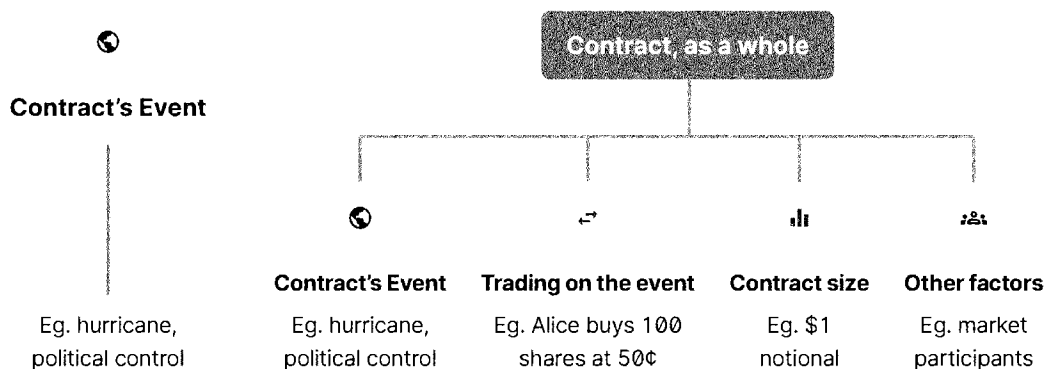 Contract's Event
Eg. hurricane,
political control
Contract, as a whole
Contract's Event
Eg. hurricane,
political control
Trading on the event
Eg. Alice buys 100
shares at 50¢
Contract size
Eg. $1
notional
Other factors
Eg. market
participants